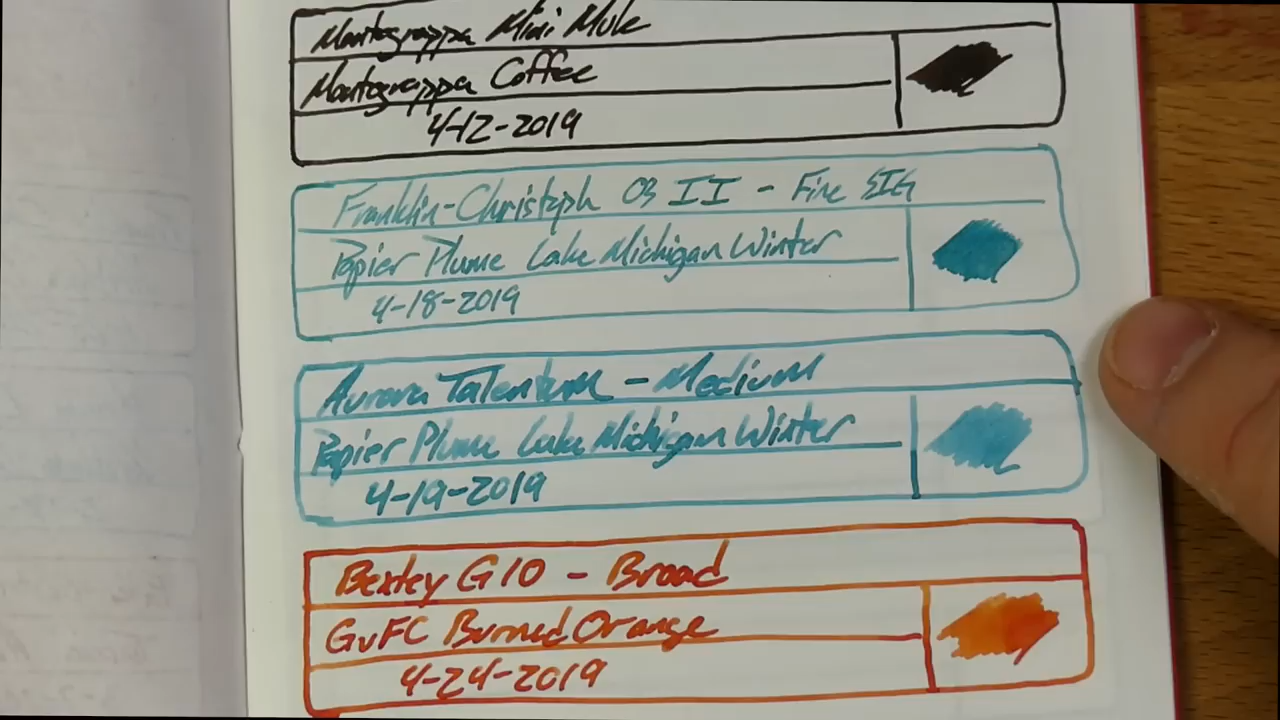 Montegrappa Mini Mule
Montegrappa Coffee
4-12-2019
Franklin-Christoph 03 II - Fine SIG
Papier Plume Lake Michigan Winter
4-18-2019
Aurora Talentum - Medium
Papier Plume Lake Michigan Winter
4-19-2019
Bexley G10 - Broad
GvFC Burned Orange
4-24-2019